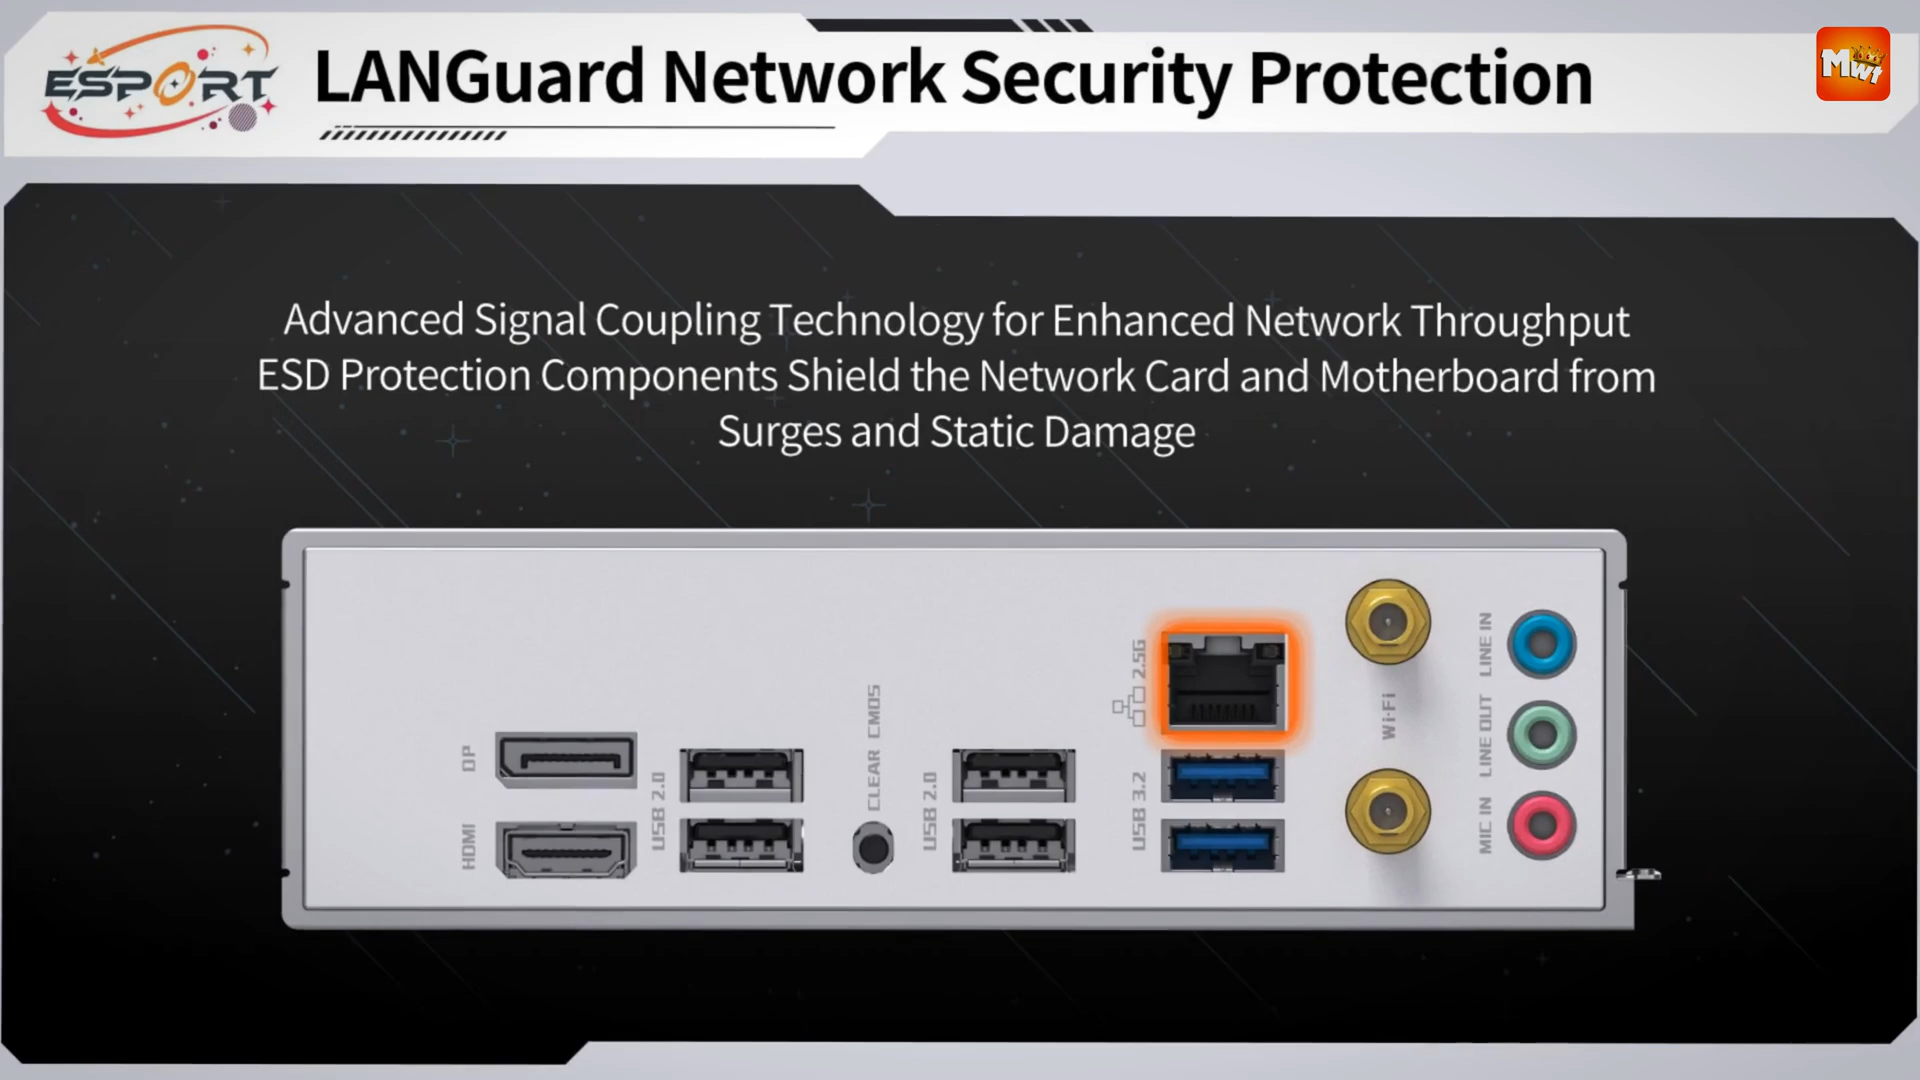 ESPORT
LANGuard Network Security Protection
Mwt
Advanced Signal Coupling Technology for Enhanced Network Throughput
ESD Protection Components Shield the Network Card and Motherboard from
Surges and Static Damage
DP
HDMI
USB 2.0
CLEAR CMOS
USB 2.0
2.5G
USB 3.2
Wi-Fi
LINE IN
LINE OUT
MIC IN